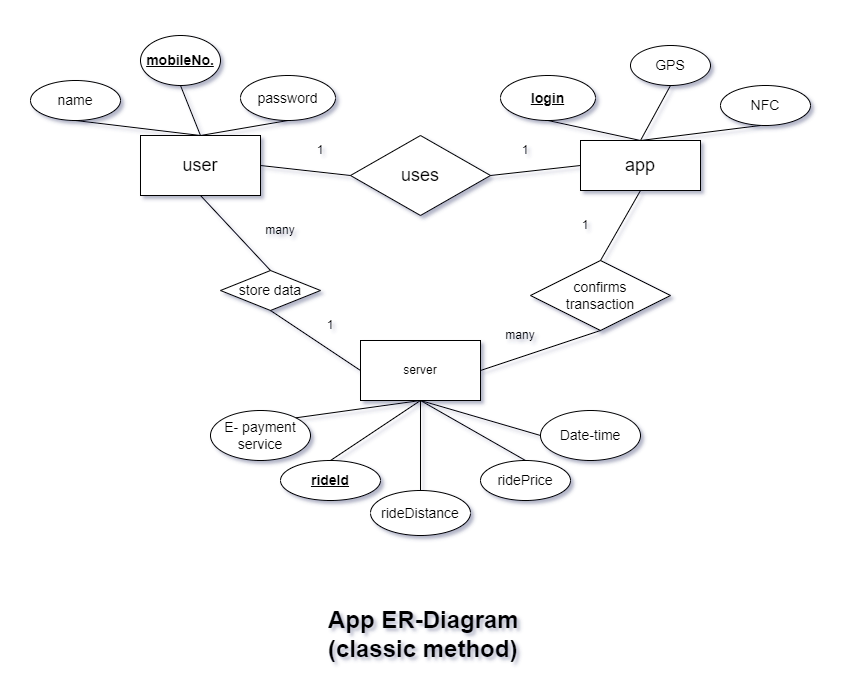 mobileNo.
name
password
login
GPS
NFC
user
1
uses
1
app
many
1
store data
confirms
transaction
1
many
server
E- payment
service
Date-time
rideId
ridePrice
rideDistance
App ER-Diagram
(classic method)